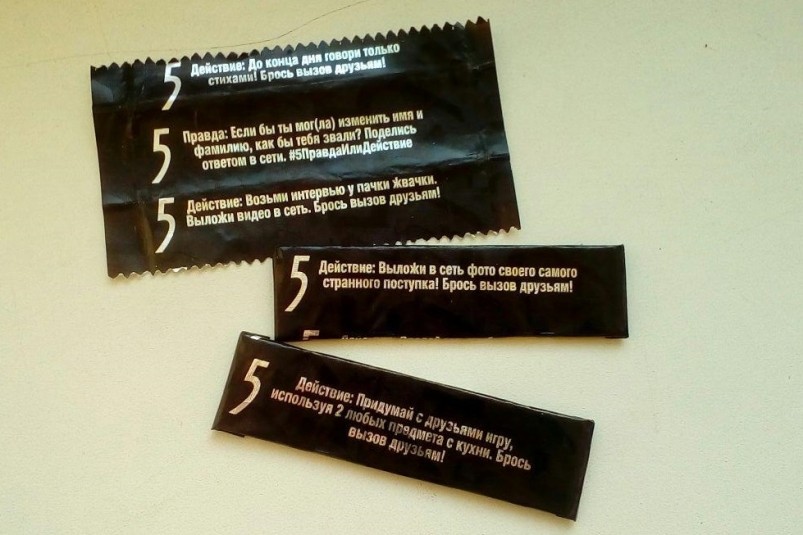 5
Действие: До конца дня говори только
стихами! Брось вызов друзьям!
5
Правда: Если бы ты мог(ла) изменить имя и
фамилию, как бы тебя звали? Поделись
ответом в сети. #5ПравдаИлиДействие
5
Действие: Возьми интервью у пачки жвачки.
Выложи видео в сеть. Брось вызов друзьям!
5
Действие: Выложи в сеть фото своего самого
странного поступка! Брось вызов друзьям!
5
Действие: Придумай с друзьями игру,
используя 2 любых предмета с кухни. Брось
вызов друзьям!